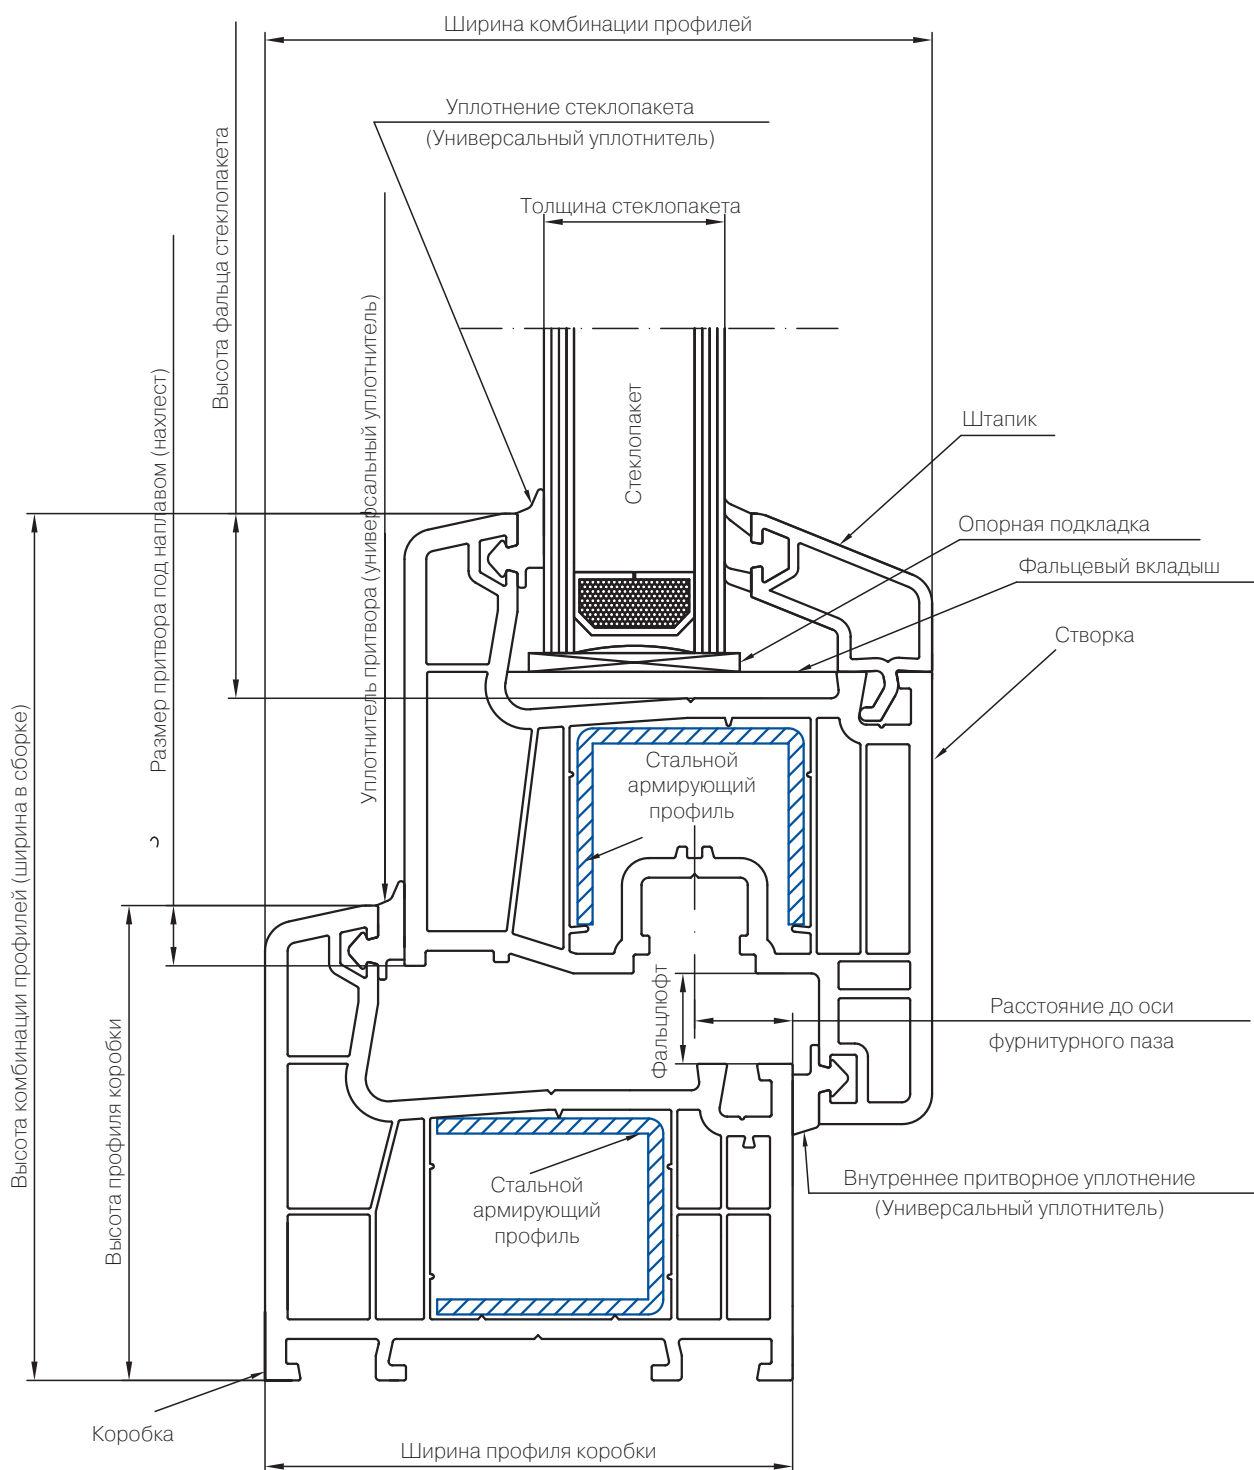 Ширина комбинации профилей
Уплотнение стеклопакета
(Универсальный уплотнитель)
Толщина стеклопакета
Высота фальца стеклопакета
Размер притвора под наплавом (нахлест)
Уплотнитель притвора (универсальный уплотнитель)
Стеклопакет
Штапик
Опорная подкладка
Фальцевый вкладыш
Створка
Стальной
армирующий
профиль
Высота комбинации профилей (ширина в сборке)
Высота профиля коробки
Фальцлюфт
Расстояние до оси
фурнитурного паза
Стальной
армирующий
профиль
Внутреннее притворное уплотнение
(Универсальный уплотнитель)
Коробка
Ширина профиля коробки